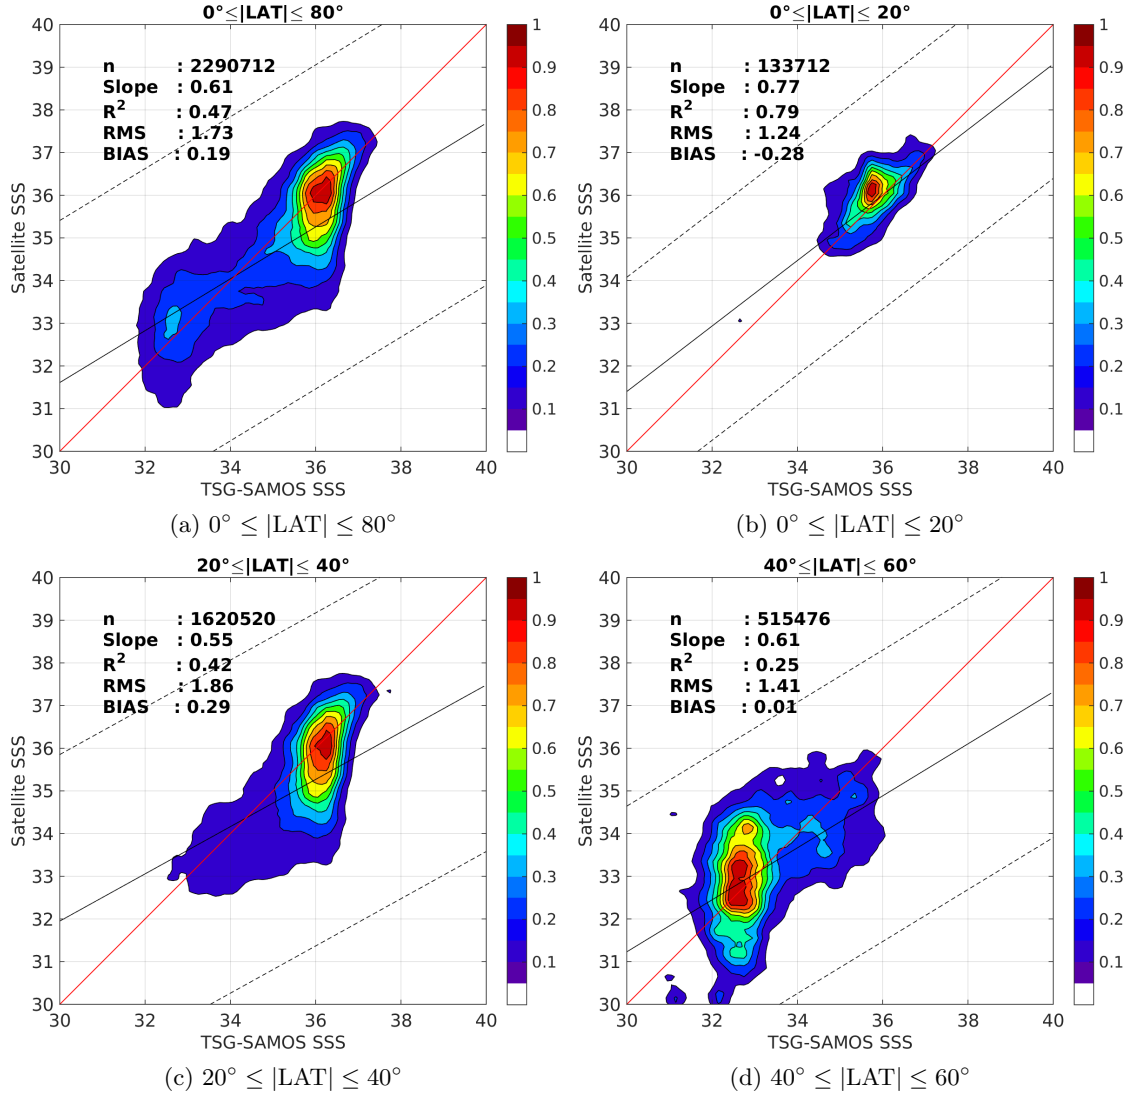 0°≤|LAT|≤ 80°
n : 2290712
Slope : 0.61
R² : 0.47
RMS : 1.73
BIAS : 0.19
40
39
38
37
36
35
34
33
32
31
30
Satellite SSS
30 32 34 36 38 40
TSG-SAMOS SSS
1
0.9
0.8
0.7
0.6
0.5
0.4
0.3
0.2
0.1
(a) 0° ≤ |LAT| ≤ 80°
0°≤|LAT|≤ 20°
n : 133712
Slope : 0.77
R² : 0.79
RMS : 1.24
BIAS : -0.28
40
39
38
37
36
35
34
33
32
31
30
Satellite SSS
30 32 34 36 38 40
TSG-SAMOS SSS
1
0.9
0.8
0.7
0.6
0.5
0.4
0.3
0.2
0.1
(b) 0° ≤ |LAT| ≤ 20°
20°≤|LAT|≤ 40°
n : 1620520
Slope : 0.55
R² : 0.42
RMS : 1.86
BIAS : 0.29
40
39
38
37
36
35
34
33
32
31
30
Satellite SSS
30 32 34 36 38 40
TSG-SAMOS SSS
1
0.9
0.8
0.7
0.6
0.5
0.4
0.3
0.2
0.1
(c) 20° ≤ |LAT| ≤ 40°
40°≤|LAT|≤ 60°
n : 515476
Slope : 0.61
R² : 0.25
RMS : 1.41
BIAS : 0.01
40
39
38
37
36
35
34
33
32
31
30
Satellite SSS
30 32 34 36 38 40
TSG-SAMOS SSS
1
0.9
0.8
0.7
0.6
0.5
0.4
0.3
0.2
0.1
(d) 40° ≤ |LAT| ≤ 60°